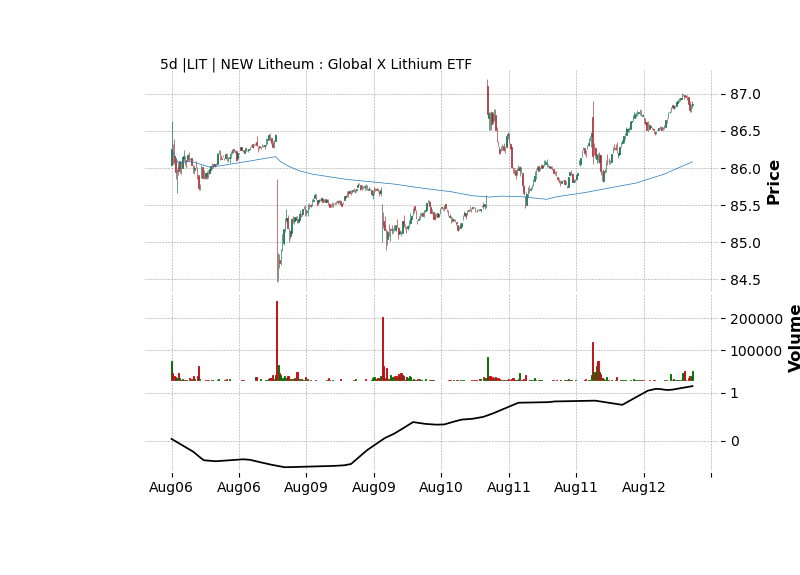 5d |LIT | NEW Litheum : Global X Lithium ETF
87.0
86.5
86.0
85.5
85.0
84.5
Price
200000
100000
Volume
1
0
Aug06 Aug06 Aug09 Aug09 Aug10 Aug11 Aug11 Aug12